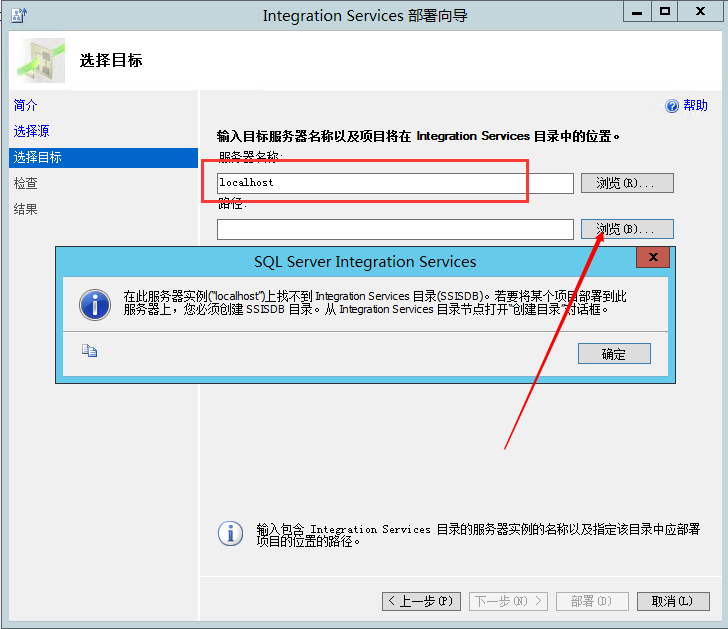 Integration Services 部署向导
选择目标
简介
选择源
选择目标
检查
结果
帮助
输入目标服务器名称以及项目将在 Integration Services 目录中的位置。
服务器名称:
localhost
浏览(R)...
路径:
浏览(B)...
SQL Server Integration Services
在此服务器实例("localhost")上找不到 Integration Services 目录(SSISDB)。若要将某个项目部署到此
服务器上，您必须创建 SSISDB 目录。从 Integration Services 目录节点打开“创建目录”对话框。
确定
输入包含 Integration Services 目录的服务器实例的名称以及指定该目录中应部署
项目的位置的路径。
< 上一步(P)
下一步(N) >
部署(D)
取消(L)